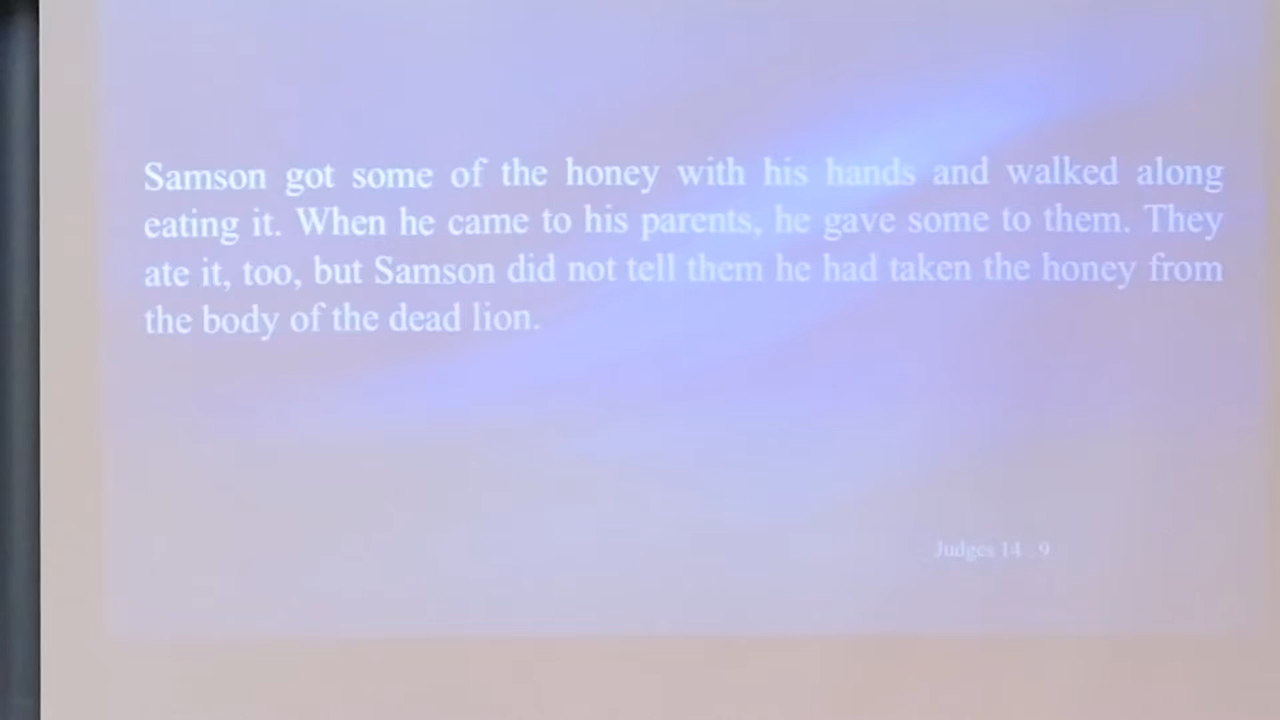 Samson got some of the honey with his hands and walked along
eating it. When he came to his parents, he gave some to them. They
ate it, too, but Samson did not tell them he had taken the honey from
the body of the dead lion.
Judges 14 : 9